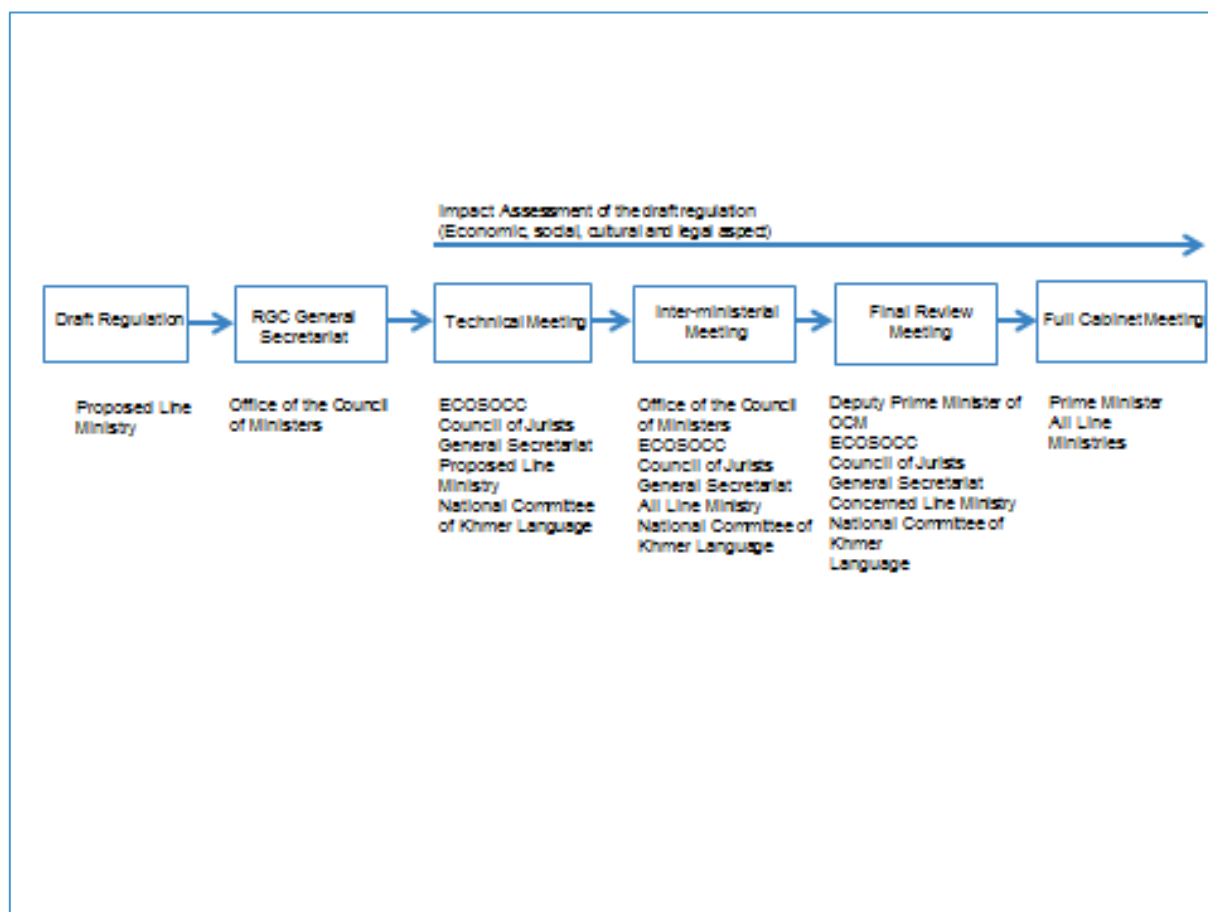 Impact Assessment of the draft regulation
(Economic, social, cultural and legal aspect)
Draft Regulation
RGC General
Secretariat
Technical Meeting
Inter-ministerial
Meeting
Final Review
Meeting
Full Cabinet Meeting
Proposed Line
Ministry
Office of the Council
of Ministers
ECOSOCC
Council of Jurists
General Secretariat
Proposed Line
Ministry
National Committee
of Khmer Language
Office of the Council
of Ministers
ECOSOCC
Council of Jurists
General Secretariat
All Line Ministry
National Committee of
Khmer Language
Deputy Prime Minister of
OCM
ECOSOCC
Council of Jurists
General Secretariat
Concerned Line Ministry
National Committee of
Khmer
Language
Prime Minister
All Line
Ministries